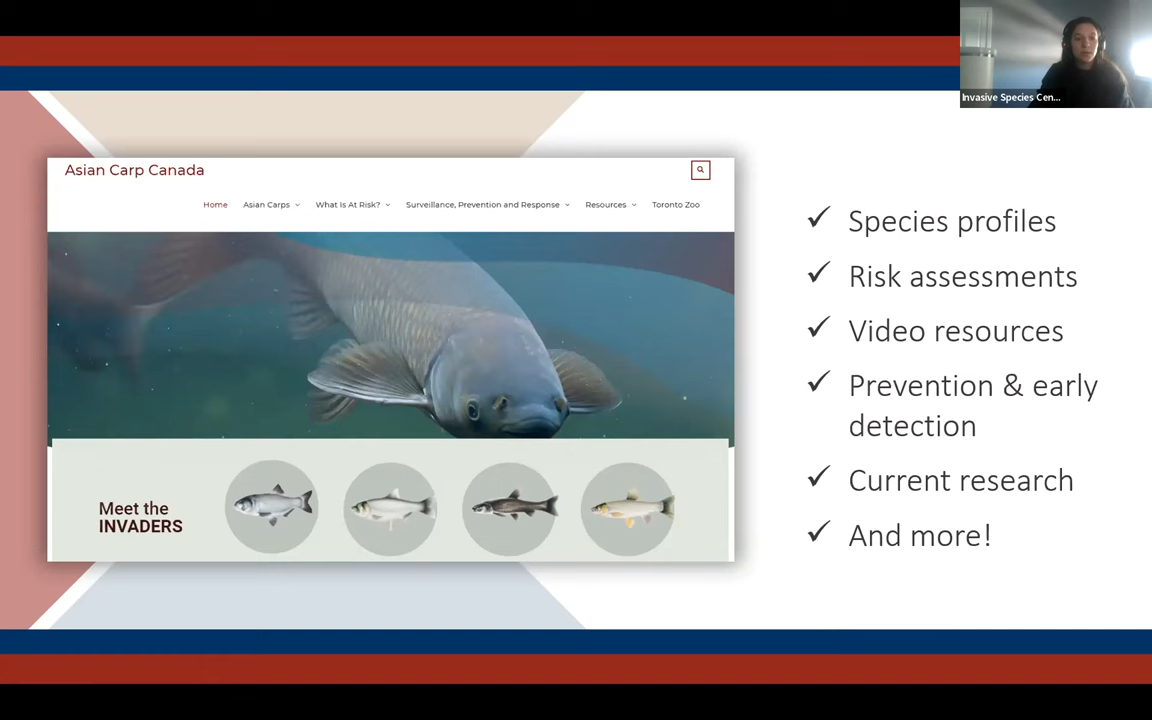 Invasive Species Cen...
Asian Carp Canada
Home Asian Carps What Is At Risk? Surveillance, Prevention and Response Resources Toronto Zoo
Meet the
INVADERS
✓ Species profiles
✓ Risk assessments
✓ Video resources
✓ Prevention & early
detection
✓ Current research
✓ And more!